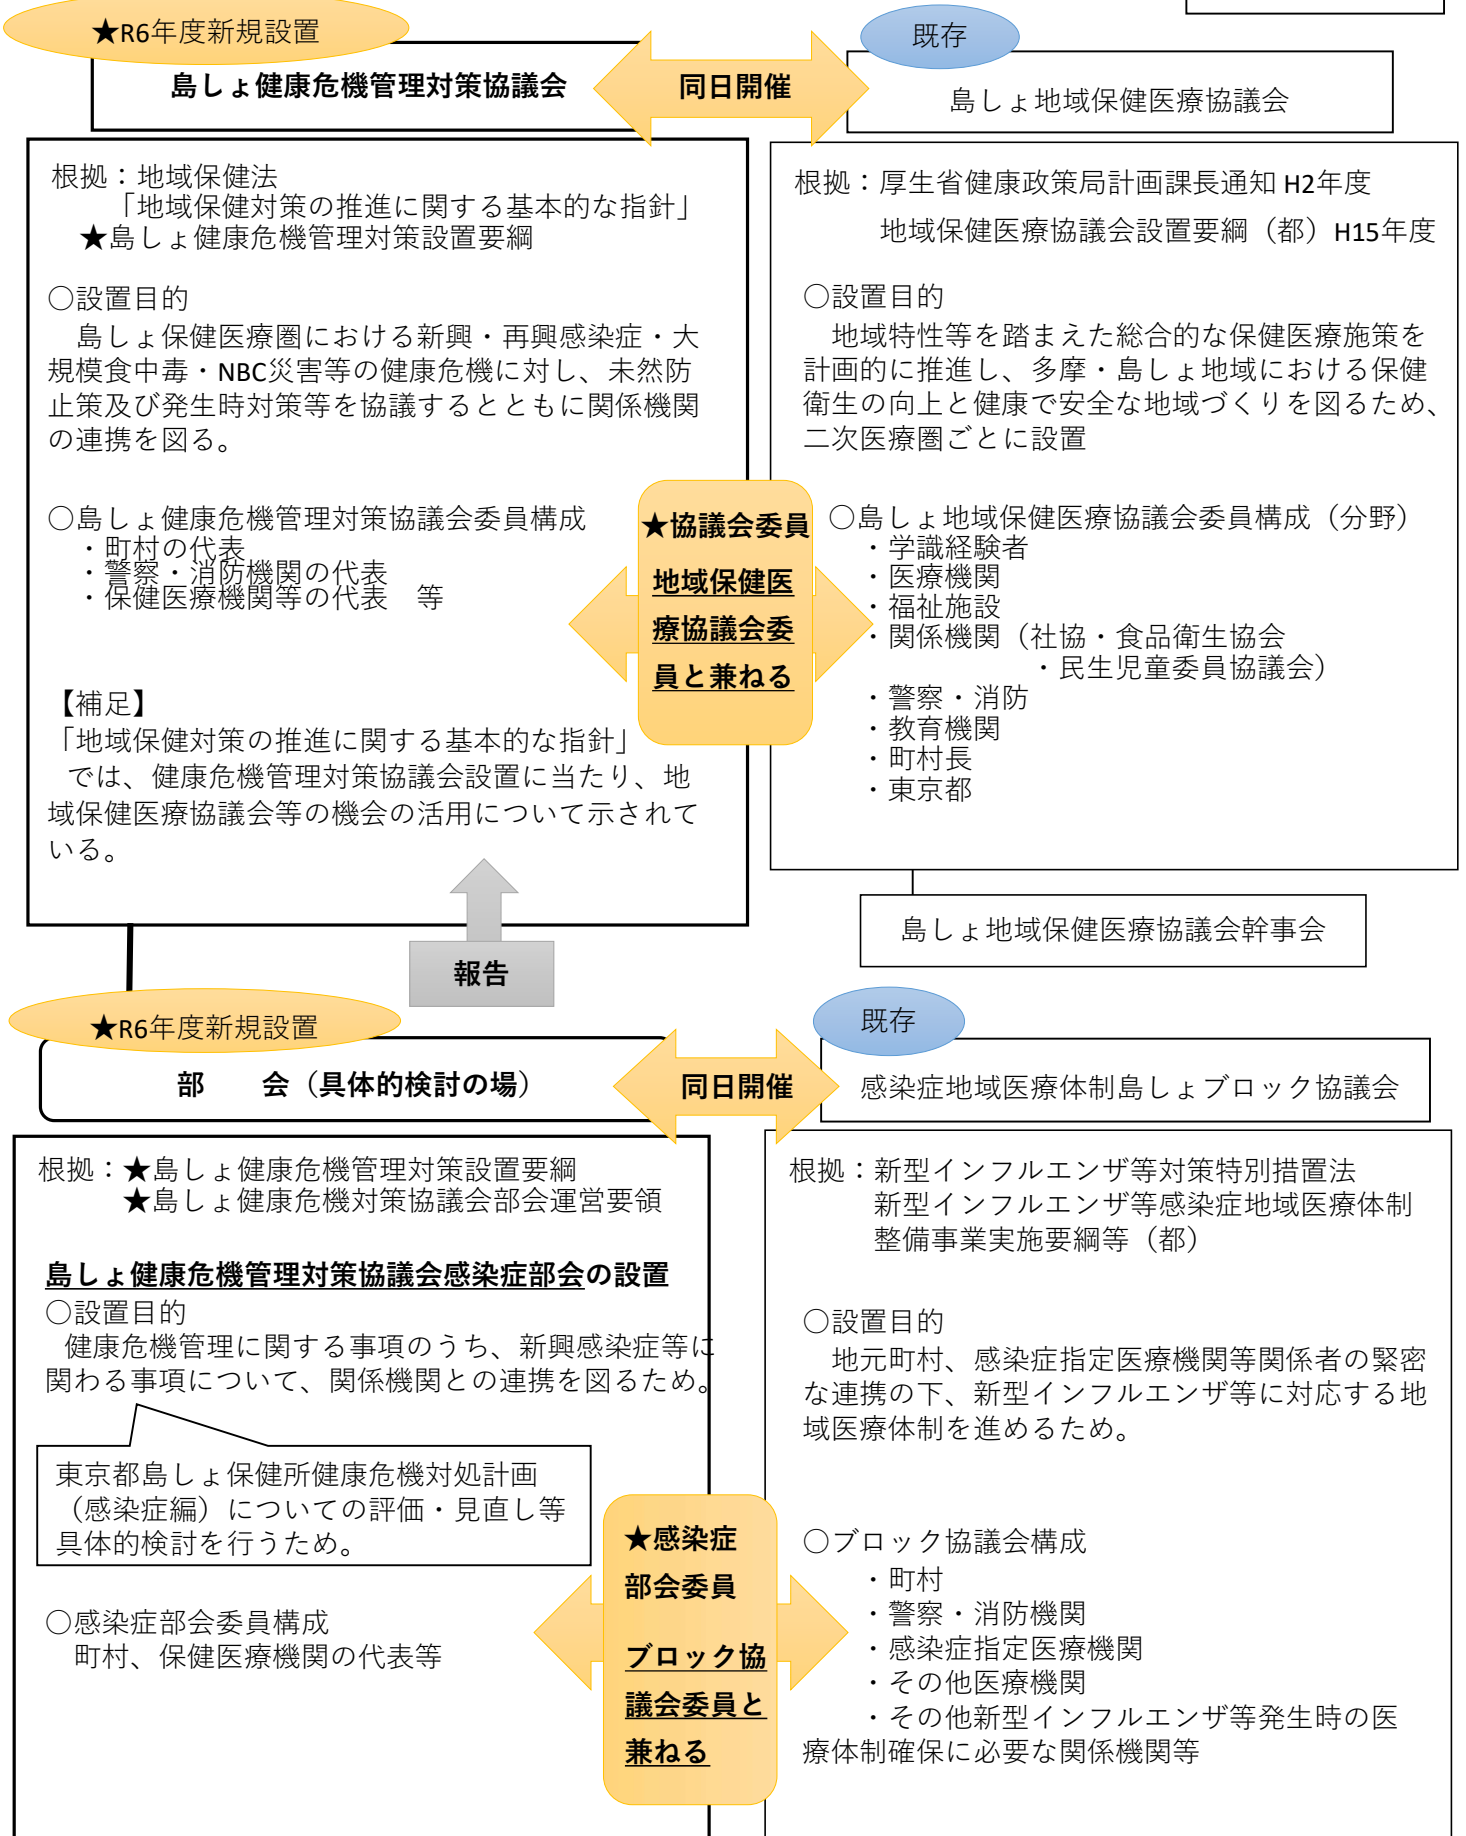 ★R6年度新規設置
島しょ健康危機管理対策協議会
同日開催
既存
島しょ地域保健医療協議会
根拠：地域保健法
「地域保健対策の推進に関する基本的な指針」
★島しょ健康危機管理対策設置要綱
○設置目的
島しょ保健医療圏における新興・再興感染症・大
規模食中毒・NBC災害等の健康危機に対し、未然防
止策及び発生時対策等を協議するとともに関係機関
の連携を図る。
○島しょ健康危機管理対策協議会委員構成
・町村の代表
・警察・消防機関の代表
・保健医療機関等の代表　等
【補足】
「地域保健対策の推進に関する基本的な指針」
では、健康危機管理対策協議会設置に当たり、地
域保健医療協議会等の機会の活用について示されて
いる。
★協議会委員
地域保健医
療協議会委
員と兼ねる
根拠：厚生省健康政策局計画課長通知 H2年度
地域保健医療協議会設置要綱（都）H15年度
○設置目的
地域特性等を踏まえた総合的な保健医療施策を
計画的に推進し、多摩・島しょ地域における保健
衛生の向上と健康で安全な地域づくりを図るため、
二次医療圏ごとに設置
○島しょ地域保健医療協議会委員構成（分野）
・学識経験者
・医療機関
・福祉施設
・関係機関（社協・食品衛生協会
・民生児童委員協議会）
・警察・消防
・教育機関
・町村長
・東京都
島しょ地域保健医療協議会幹事会
報告
★R6年度新規設置
部　　会（具体的検討の場）
同日開催
既存
感染症地域医療体制島しょブロック協議会
根拠：★島しょ健康危機管理対策設置要綱
★島しょ健康危機対策協議会部会運営要領
島しょ健康危機管理対策協議会感染症部会の設置
○設置目的
健康危機管理に関する事項のうち、新興感染症等に
関わる事項について、関係機関との連携を図るため。
東京都島しょ保健所健康危機対処計画
（感染症編）についての評価・見直し等
具体的検討を行うため。
○感染症部会委員構成
町村、保健医療機関の代表等
★感染症
部会委員
ブロック協
議会委員と
兼ねる
根拠：新型インフルエンザ等対策特別措置法
新型インフルエンザ等感染症地域医療体制
整備事業実施要綱等（都）
○設置目的
地元町村、感染症指定医療機関等関係者の緊密
な連携の下、新型インフルエンザ等に対応する地
域医療体制を進めるため。
○ブロック協議会構成
・町村
・警察・消防機関
・感染症指定医療機関
・その他医療機関
・その他新型インフルエンザ等発生時の医
療体制確保に必要な関係機関等